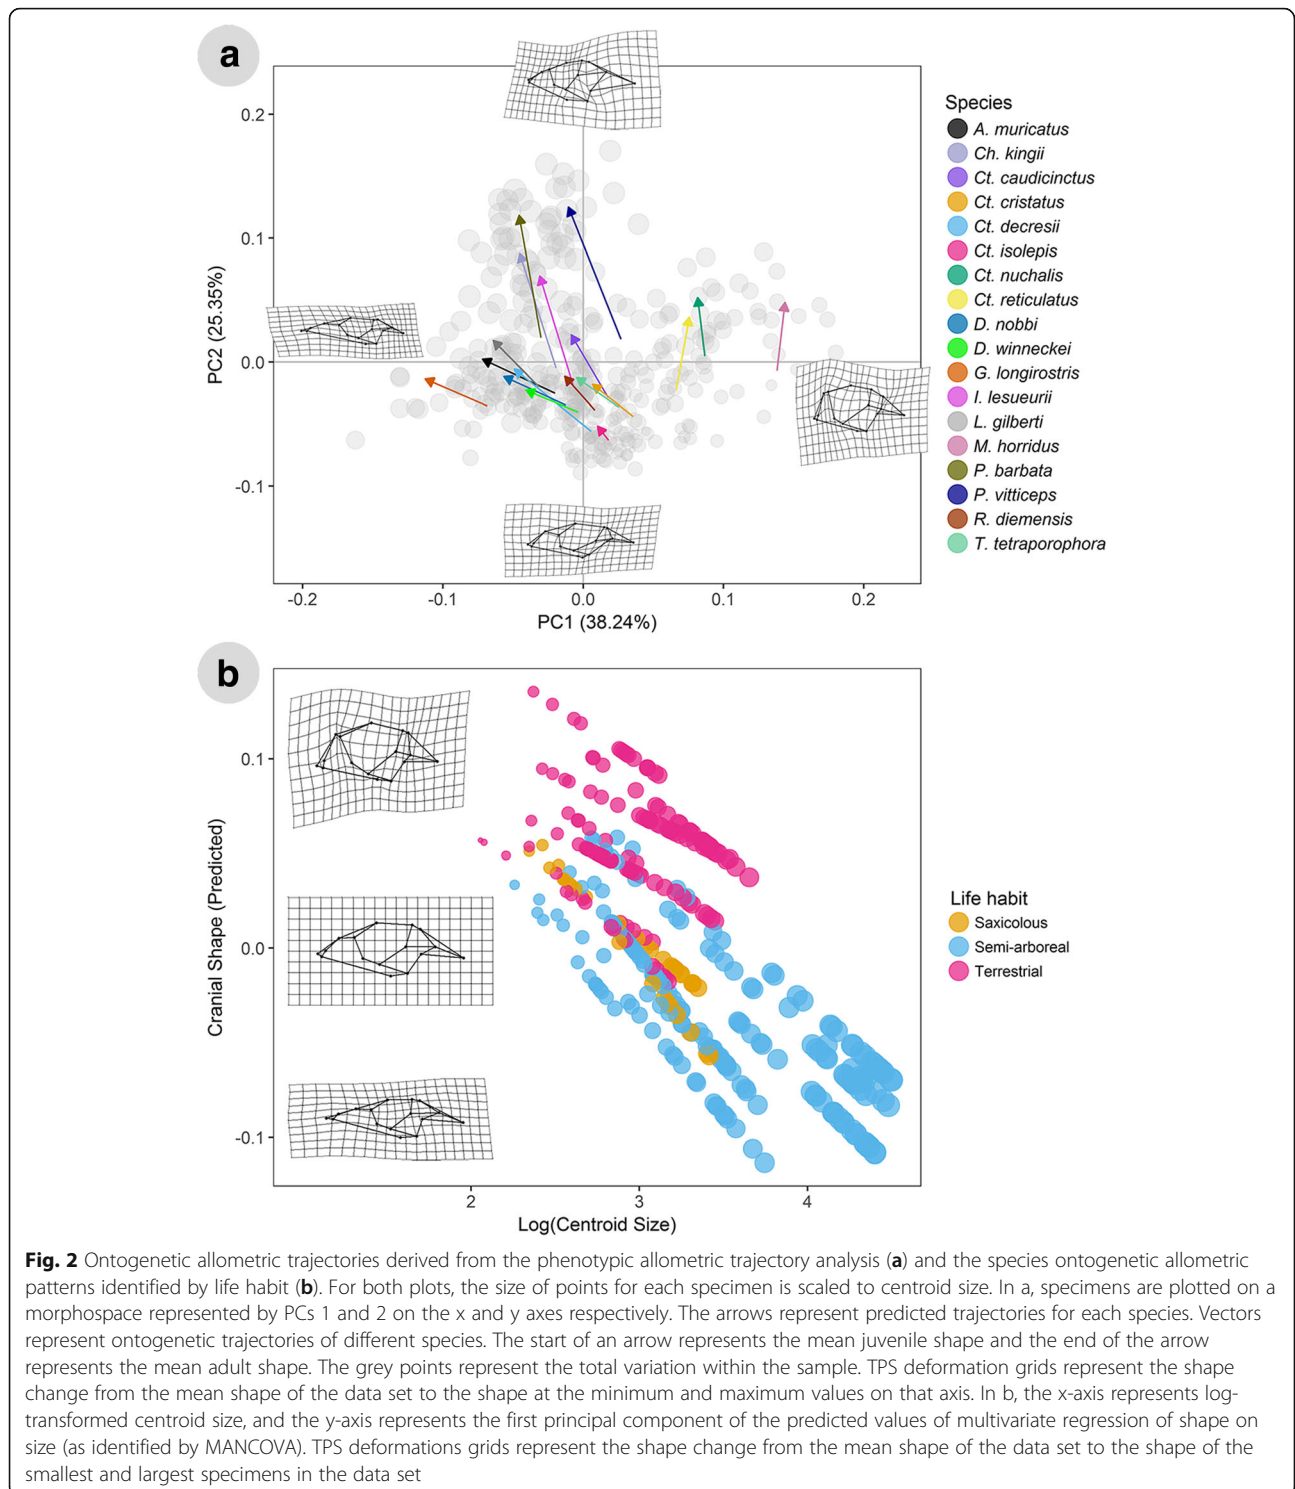 a
0.2
0.1
0.0
-0.1
PC2 (25.35%)
-0.2
-0.1
0.0
0.1
0.2
PC1 (38.24%)
Species
A. muricatus
Ch. kingii
Ct. caudicinctus
Ct. cristatus
Ct. decresii
Ct. isolepis
Ct. nuchalis
Ct. reticulatus
D. nobbi
D. winneckei
G. longirostris
I. lesueurii
L. gilberti
M. horridus
P. barbata
P. vitticeps
R. diemensis
T. tetraporophora
b
0.1
0.0
-0.1
Cranial Shape (Predicted)
2
3
4
Log(Centroid Size)
Life habit
Saxicolous
Semi-arboreal
Terrestrial
Fig. 2 Ontogenetic allometric trajectories derived from the phenotypic allometric trajectory analysis (a) and the species ontogenetic allometric
patterns identified by life habit (b). For both plots, the size of points for each specimen is scaled to centroid size. In a, specimens are plotted on a
morphospace represented by PCs 1 and 2 on the x and y axes respectively. The arrows represent predicted trajectories for each species. Vectors
represent ontogenetic trajectories of different species. The start of an arrow represents the mean juvenile shape and the end of the arrow
represents the mean adult shape. The grey points represent the total variation within the sample. TPS deformation grids represent the shape
change from the mean shape of the data set to the shape at the minimum and maximum values on that axis. In b, the x-axis represents log-
transformed centroid size, and the y-axis represents the first principal component of the predicted values of multivariate regression of shape on
size (as identified by MANCOVA). TPS deformations grids represent the shape change from the mean shape of the data set to the shape of the
smallest and largest specimens in the data set